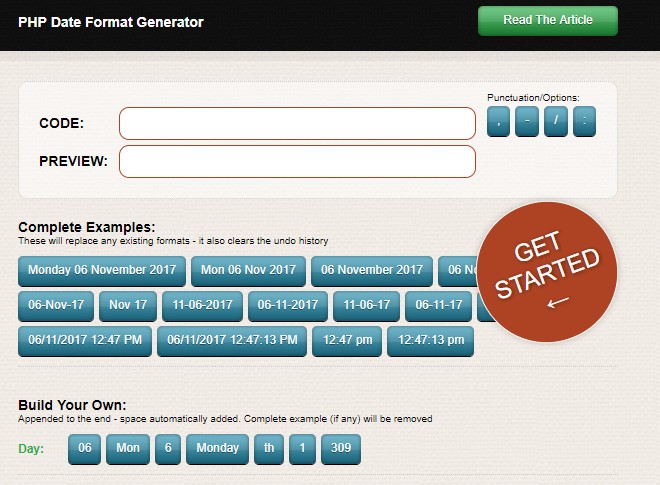 PHP Date Format Generator
Read The Article
Punctuation/Options:
CODE:
, - / :
PREVIEW:
Complete Examples:
These will replace any existing formats - it also clears the undo history
Monday 06 November 2017 Mon 06 Nov 2017 06 November 2017 06 No
GET
STARTED
←
06-Nov-17 Nov 17 11-06-2017 06-11-2017 11-06-17 06-11-17
06/11/2017 12:47 PM 06/11/2017 12:47:13 PM 12:47 pm 12:47:13 pm
Build Your Own:
Appended to the end - space automatically added. Complete example (if any) will be removed
Day: 06 Mon 6 Monday th 1 309